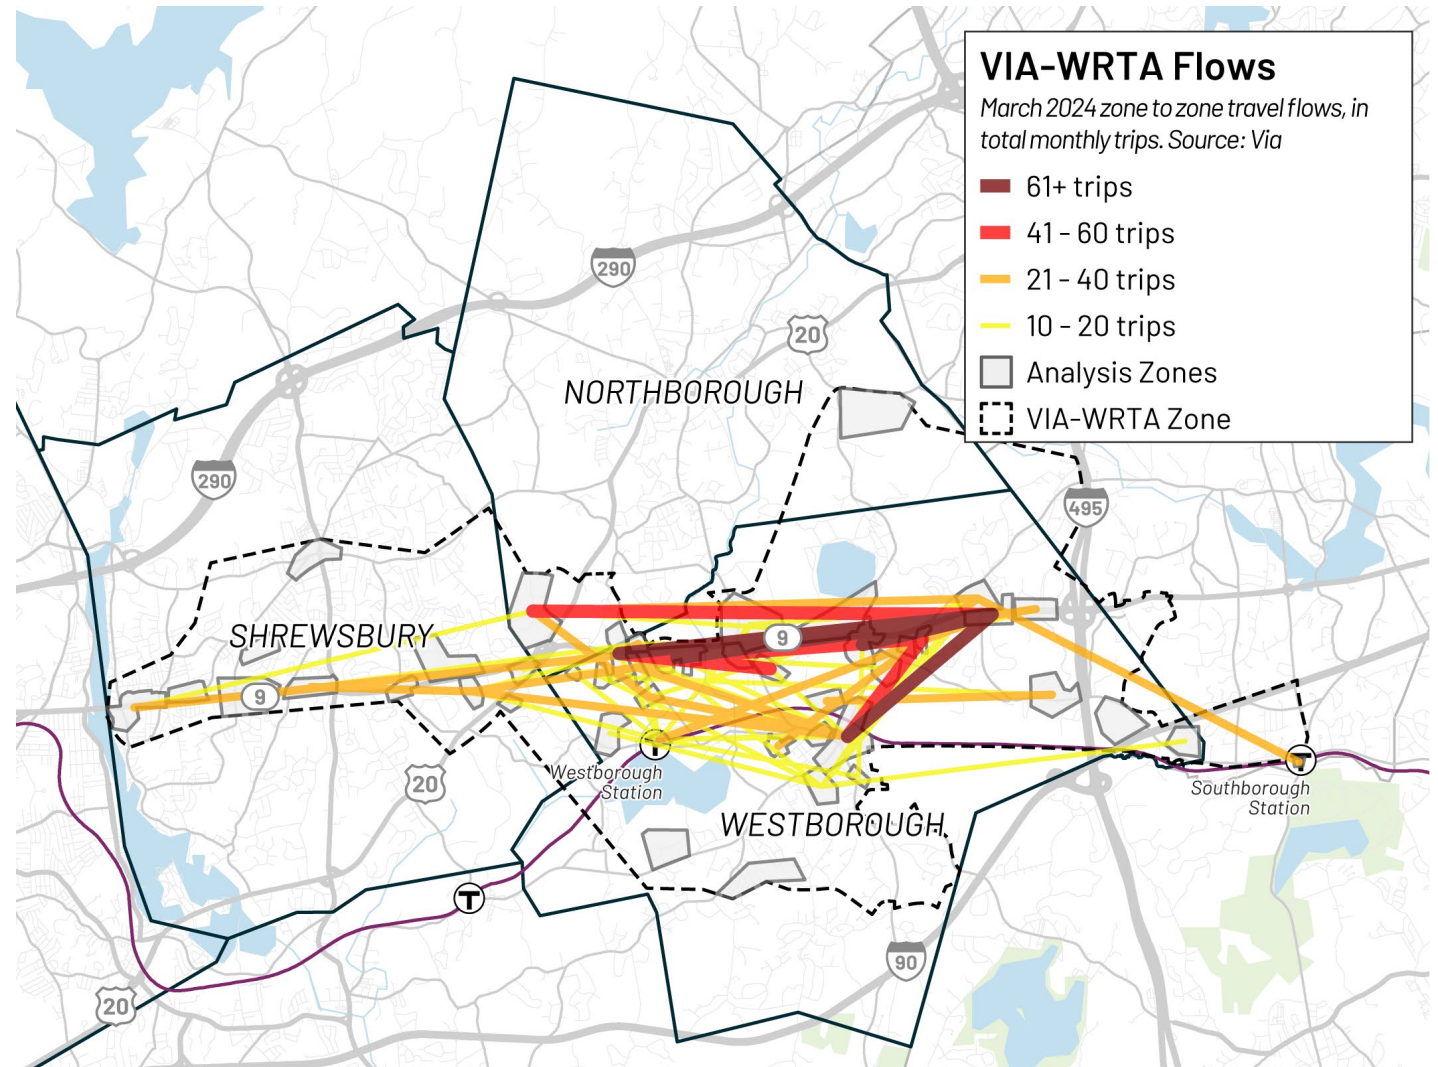 VIA-WRTA Flows
March 2024 zone to zone travel flows, in
total monthly trips. Source: Via
61+ trips
41 - 60 trips
21 - 40 trips
10 - 20 trips
Analysis Zones
VIA-WRTA Zone
290
20
NORTHBOROUGH
290
495
SHREWSBURY
9
9
T
Westborough
Station
20
T
Southborough
Station
WESTBOROUGH
T
90
20